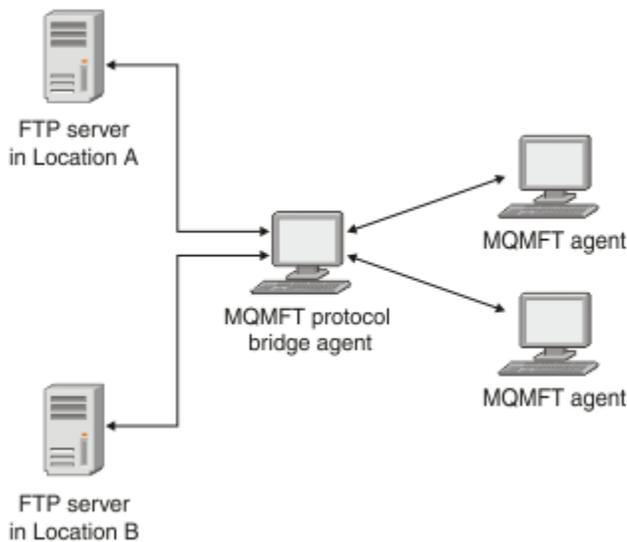 FTP server
in Location A
MQMFT agent
MQMFT protocol
bridge agent
MQMFT agent
FTP server
in Location B